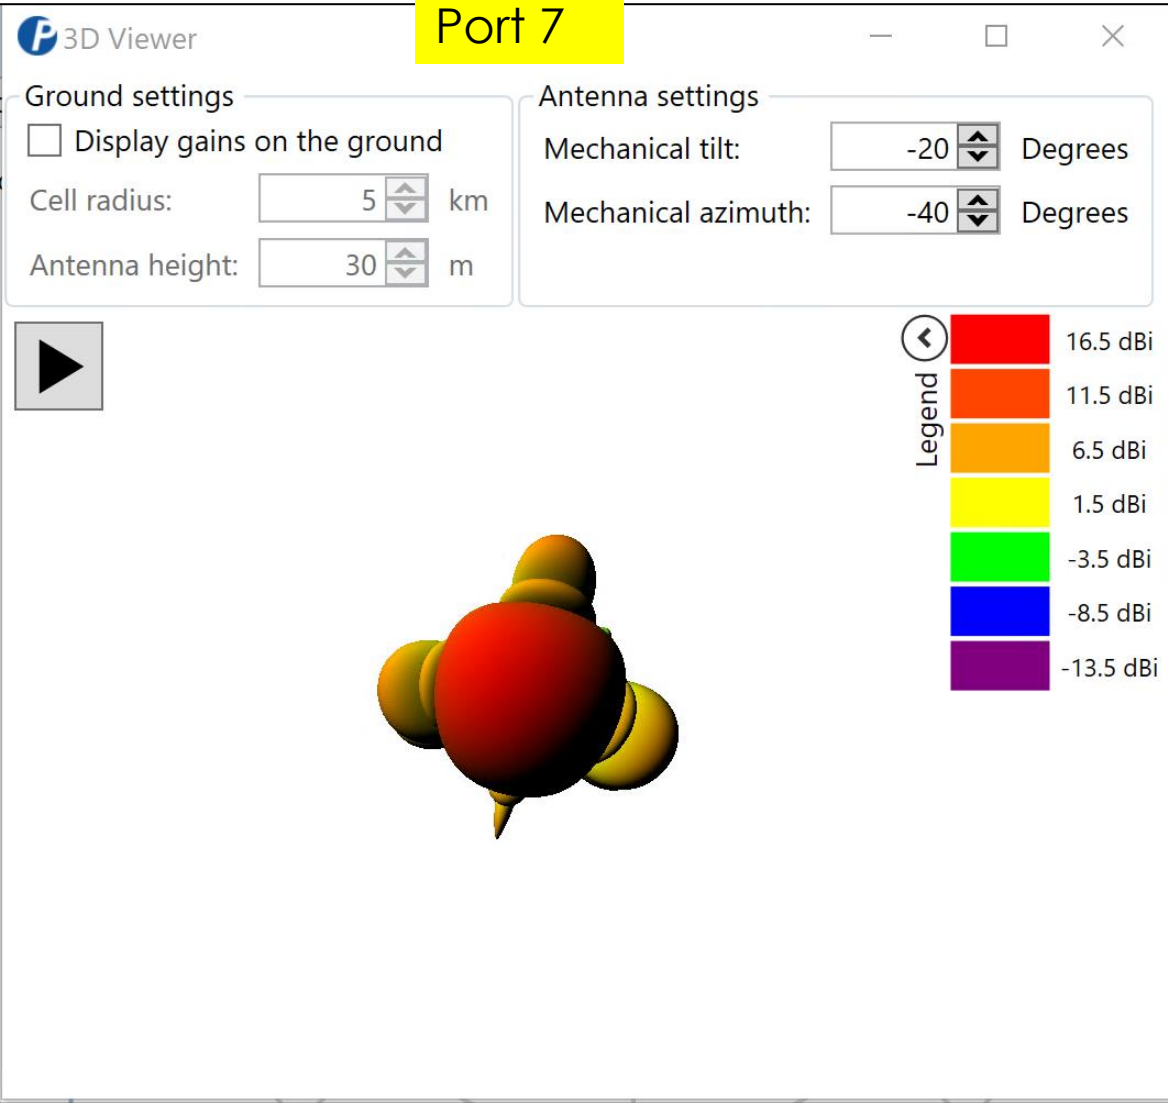 Port 7
3D Viewer
Ground settings
Display gains on the ground
Cell radius: 5 km
Antenna height: 30 m
Antenna settings
Mechanical tilt: -20 Degrees
Mechanical azimuth: -40 Degrees
Legend
16.5 dBi
11.5 dBi
6.5 dBi
1.5 dBi
-3.5 dBi
-8.5 dBi
-13.5 dBi